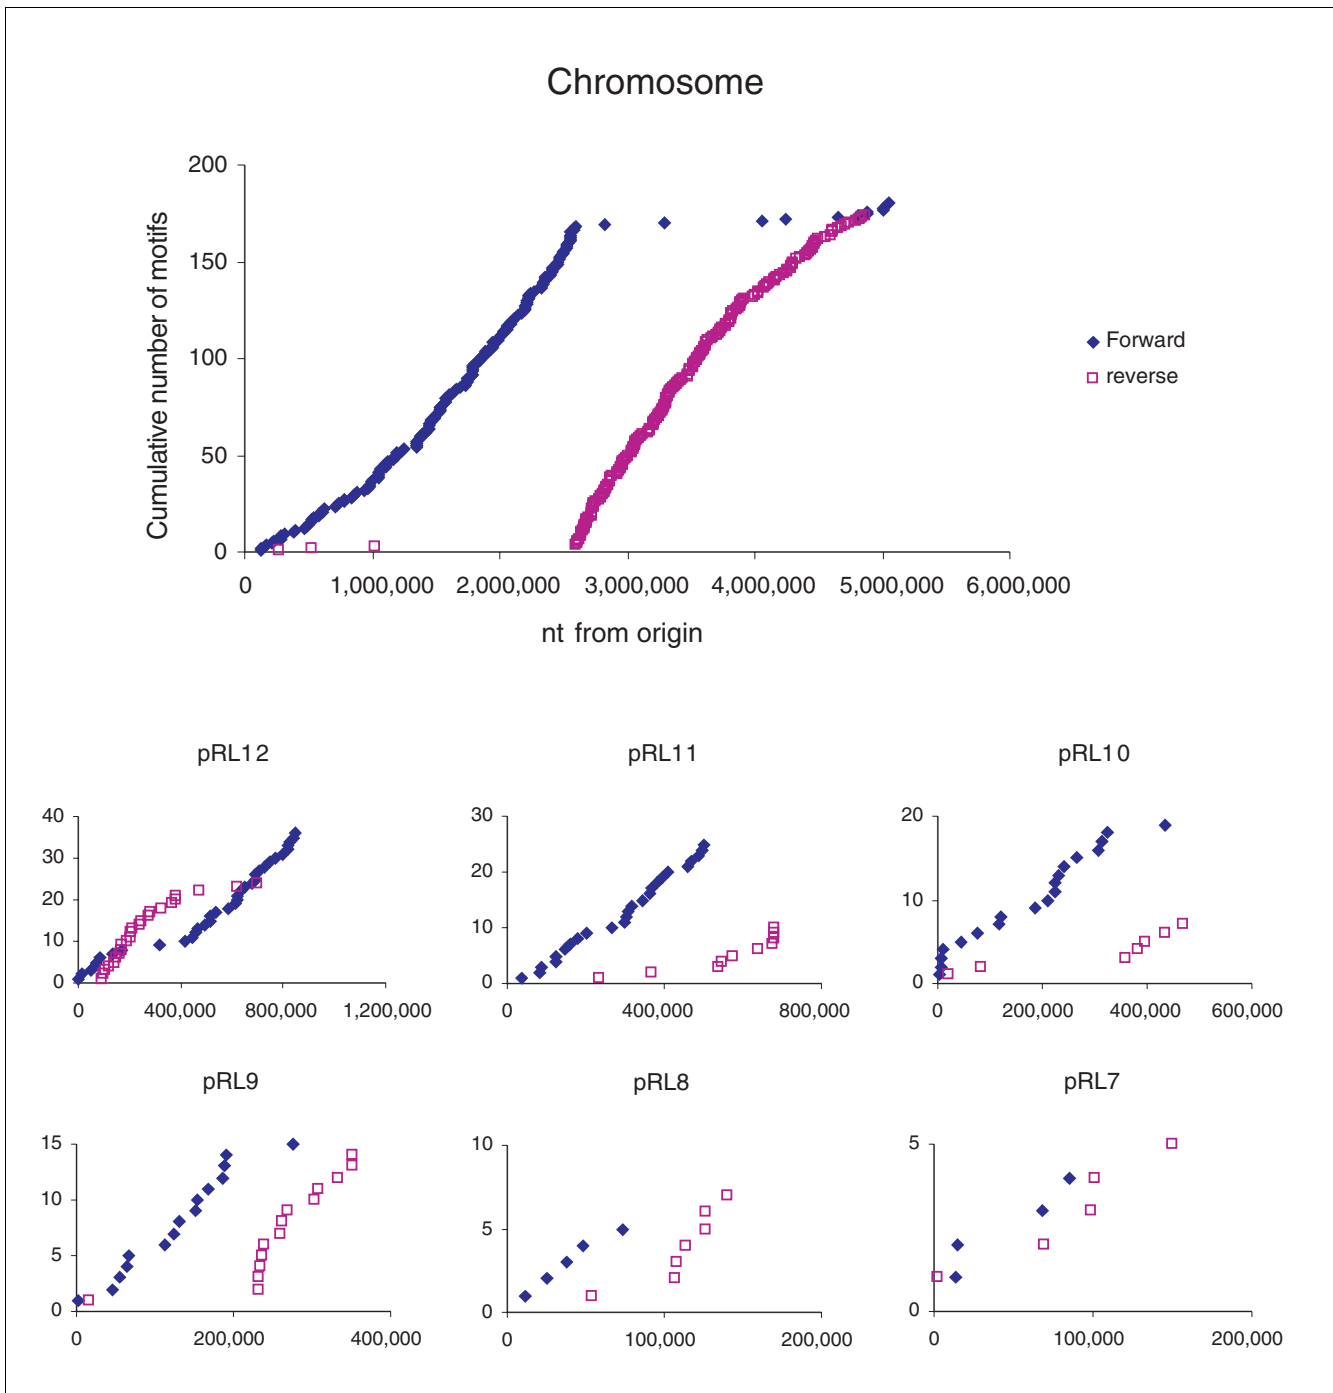 Chromosome
200
150
100
50
0
Cumulative number of motifs
0 1,000,000 2,000,000 3,000,000 4,000,000 5,000,000 6,000,000
nt from origin
Forward
reverse
pRL12 pRL11 pRL10
40
30
20
10
0
0 400,000 800,000 1,200,000
30
20
10
0
0 400,000 800,000
20
10
0
0 200,000 400,000 600,000
pRL9 pRL8 pRL7
15
10
5
0
0 200,000 400,000
10
5
0
0 100,000 200,000
5
0
0 100,000 200,000